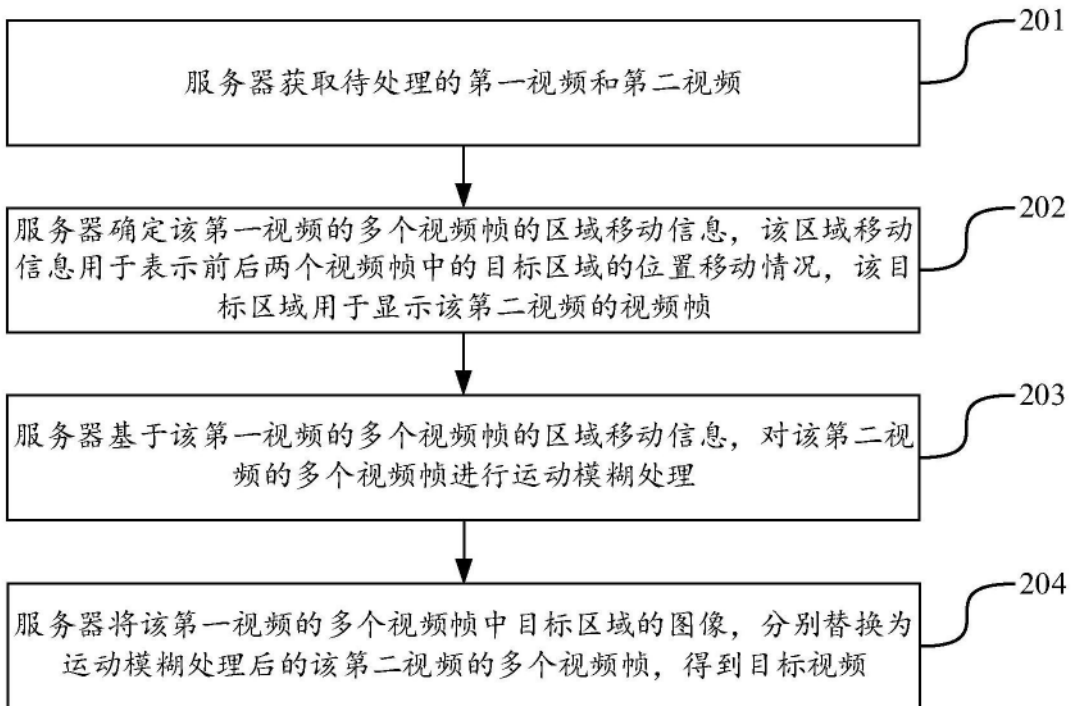 201
服务器获取待处理的第一视频和第二视频
202
服务器确定该第一视频的多个视频帧的区域移动信息，该区域移动
信息用于表示前后两个视频帧中的目标区域的位置移动情况，该目
标区域用于显示该第二视频的视频帧
203
服务器基于该第一视频的多个视频帧的区域移动信息，对该第二视
频的多个视频帧进行运动模糊处理
204
服务器将该第一视频的多个视频帧中目标区域的图像，分别替换为
运动模糊处理后的该第二视频的多个视频帧，得到目标视频